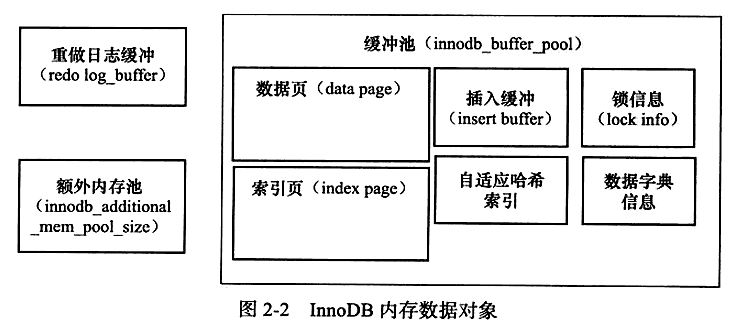 重做日志缓冲
（redo log_buffer）
缓冲池（innodb_buffer_pool）
数据页（data page）
插入缓冲
（insert buffer）
锁信息
（lock info）
额外内存池
（innodb_additional
_mem_pool_size）
索引页（index page）
自适应哈希
索引
数据字典
信息
图 2-2 InnoDB 内存数据对象